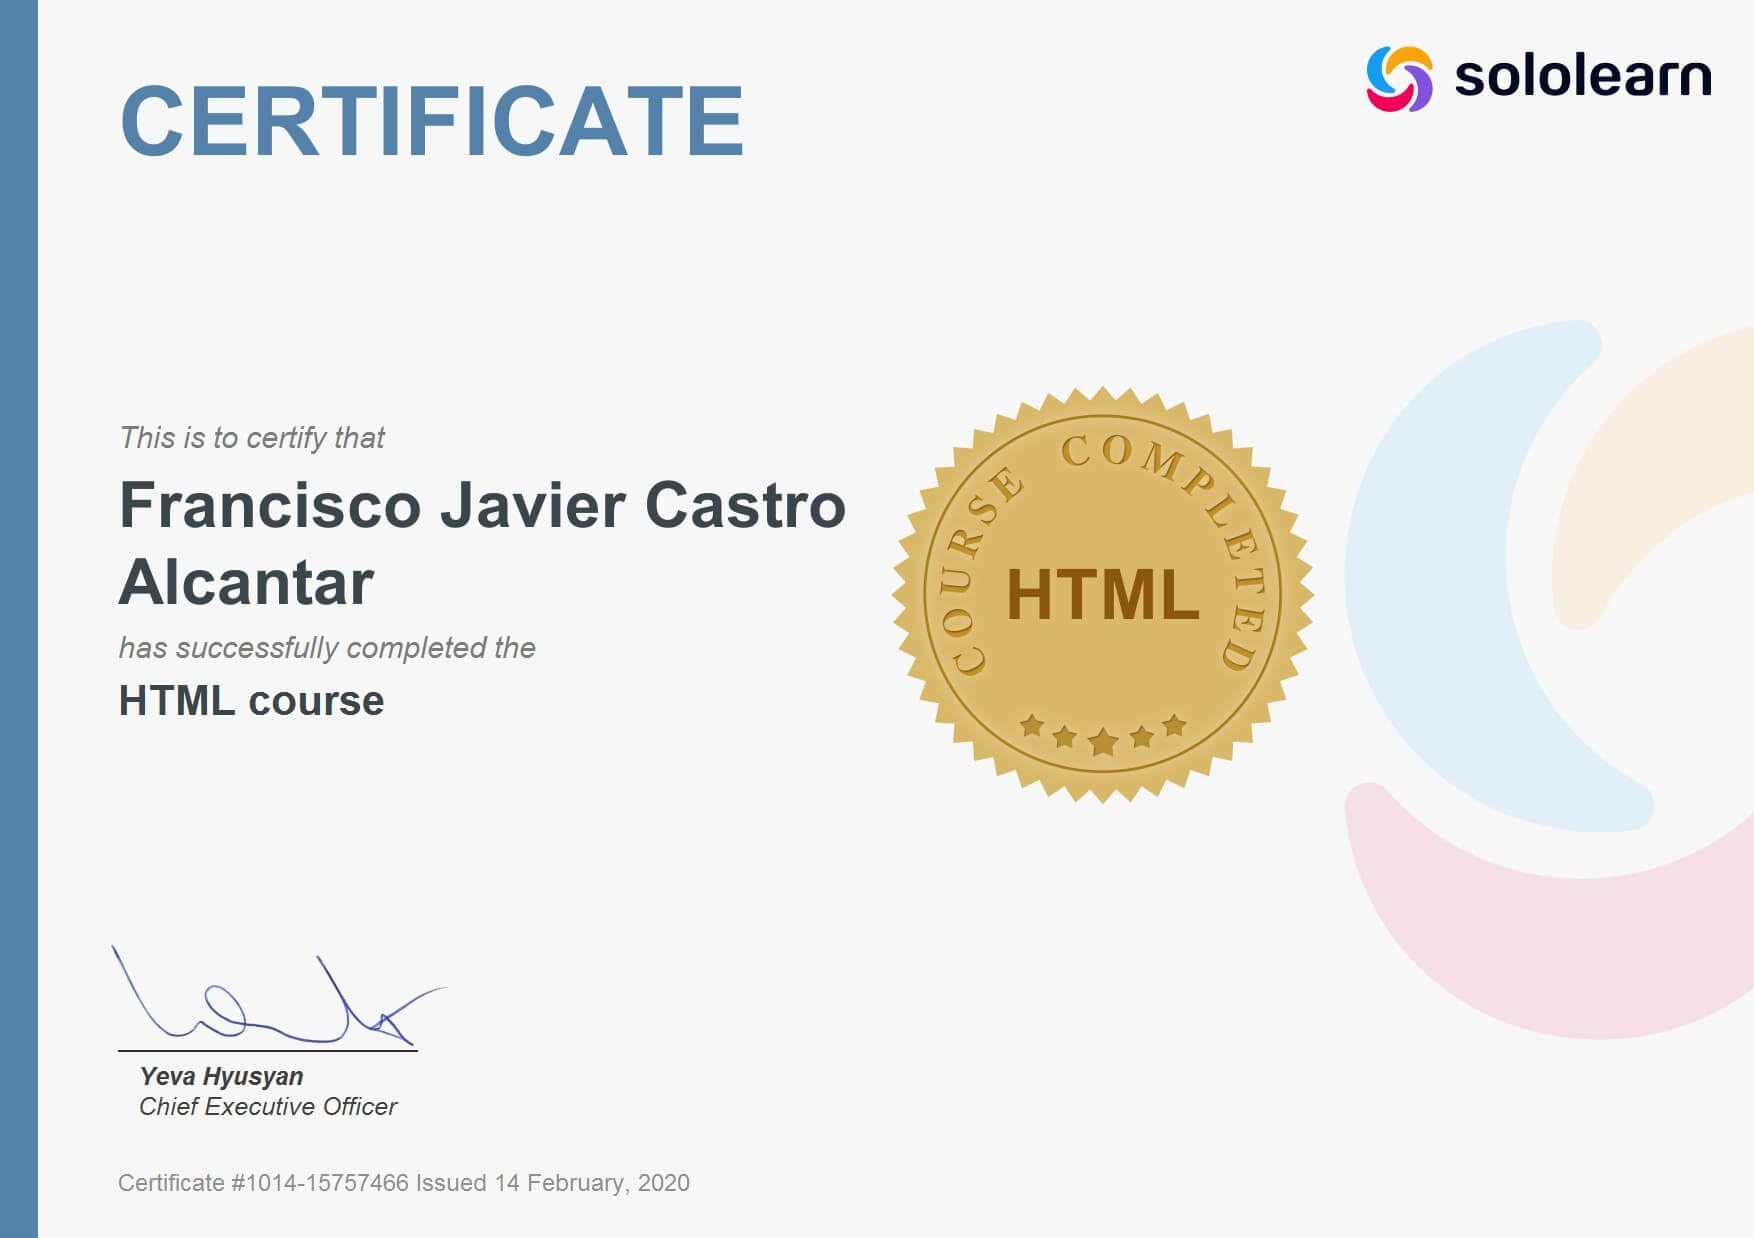 sololearn
CERTIFICATE
This is to certify that
Francisco Javier Castro
Alcantar
has successfully completed the
HTML course
COURSE COMPLETED
HTML
Yeva Hyusyan
Chief Executive Officer
Certificate #1014-15757466 Issued 14 February, 2020